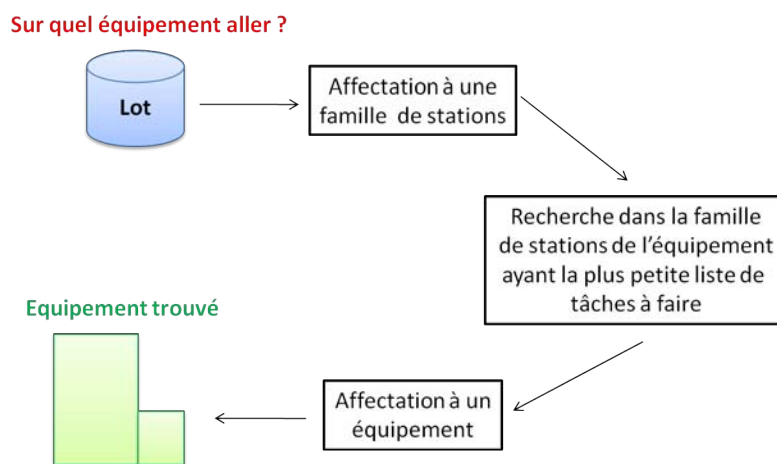 Sur quel équipement aller ?
Lot
Affectation à une
famille de stations
Recherche dans la famille
de stations de l'équipement
ayant la plus petite liste de
tâches à faire
Equipement trouvé
Affectation à un
équipement